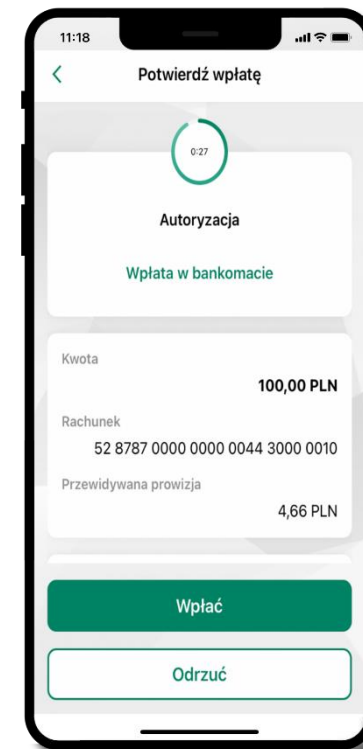 11:18
Potwierdź wpłatę
0:27
Autoryzacja
Wpłata w bankomacie
Kwota
100,00 PLN
Rachunek
52 8787 0000 0000 0044 3000 0010
Przewidywana prowizja
4,66 PLN
Wpłać
Odrzuć